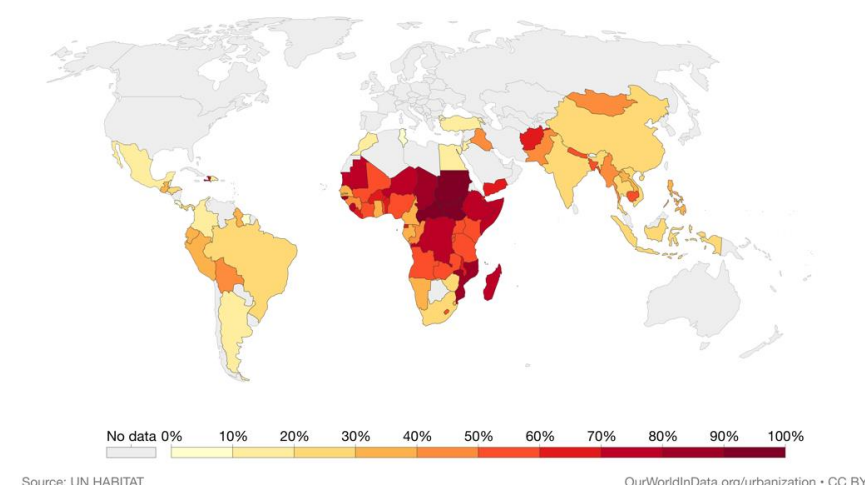 No data 0% 10% 20% 30% 40% 50% 60% 70% 80% 90% 100%
Source: UN HABITAT
OurWorldInData.org/urbanization • CC BY